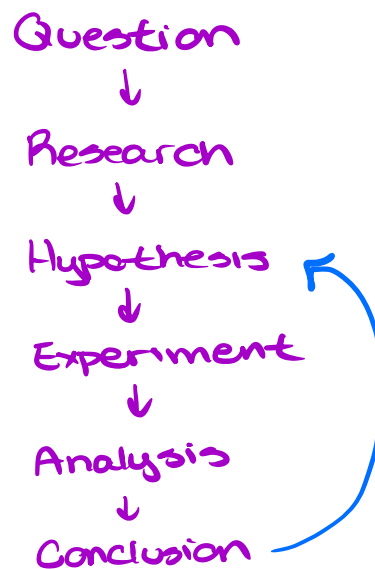 Question
Research
Hypothesis
Experiment
Analysis
Conclusion